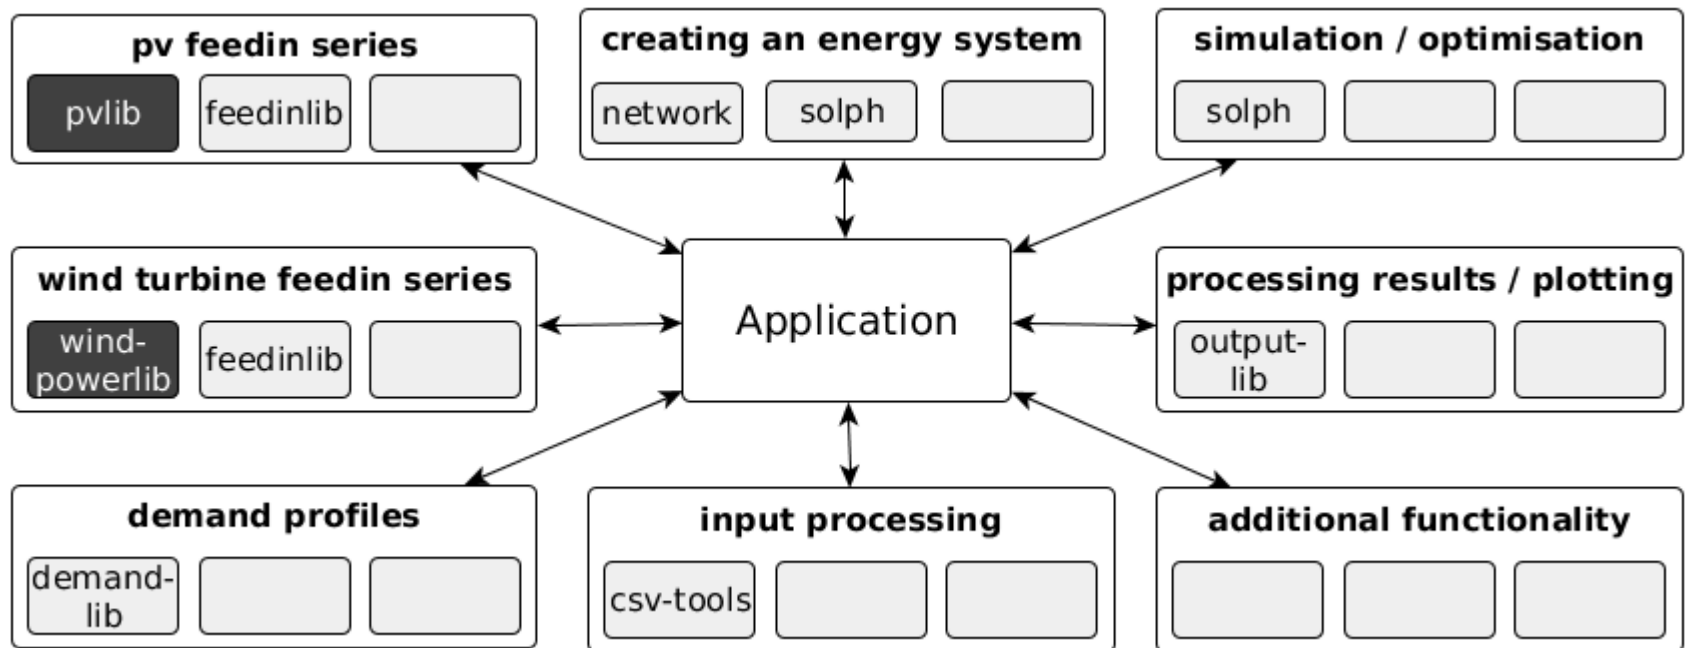 pv feedin series
pvlib
feedinlib
creating an energy system
network
solph
simulation / optimisation
solph
wind turbine feedin series
wind-
powerlib
feedinlib
Application
processing results / plotting
output-
lib
demand profiles
demand-
lib
input processing
csv-tools
additional functionality